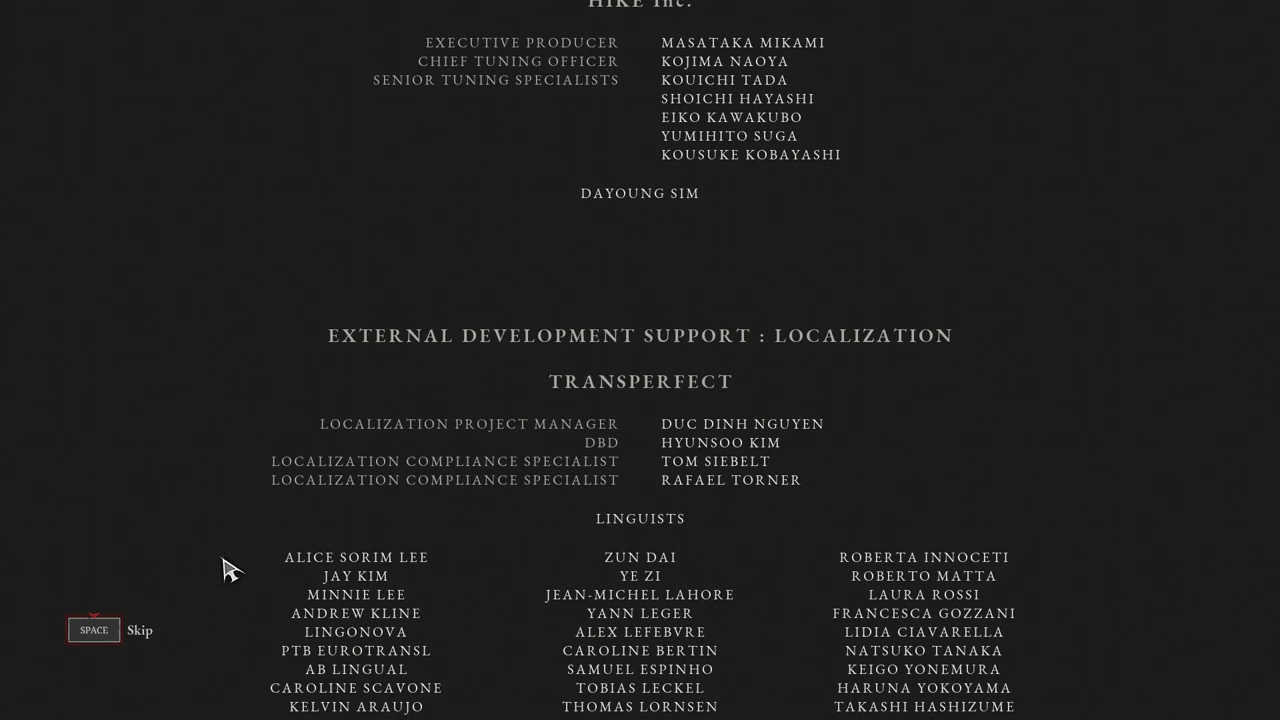 HIKE Inc.
EXECUTIVE PRODUCER MASATAKA MIKAMI
CHIEF TUNING OFFICER KOJIMA NAOYA
SENIOR TUNING SPECIALISTS KOUICHI TADA
SHOICHI HAYASHI
EIKO KAWAKUBO
YUMIHITO SUGA
KOUSUKE KOBAYASHI
DAYOUNG SIM
EXTERNAL DEVELOPMENT SUPPORT : LOCALIZATION
TRANSPERFECT
LOCALIZATION PROJECT MANAGER DUC DINH NGUYEN
DBD HYUNSOO KIM
LOCALIZATION COMPLIANCE SPECIALIST TOM SIEBELT
LOCALIZATION COMPLIANCE SPECIALIST RAFAEL TORNER
LINGUISTS
ALICE SORIM LEE ZUN DAI ROBERTA INNOCETI
JAY KIM YE ZI ROBERTO MATTA
MINNIE LEE JEAN-MICHEL LAHORE LAURA ROSSI
ANDREW KLINE YANN LEGER FRANCESCA GOZZANI
LINGONOVA ALEX LEFEBVRE LIDIA CIAVARELLA
PTB EUROTRANSL CAROLINE BERTIN NATSUKO TANAKA
AB LINGUAL SAMUEL ESPINHO KEIGO YONEMURA
CAROLINE SCAVONE TOBIAS LECKEL HARUNA YOKOYAMA
KELVIN ARAUJO THOMAS LORNSEN TAKASHI HASHIZUME
SPACE Skip